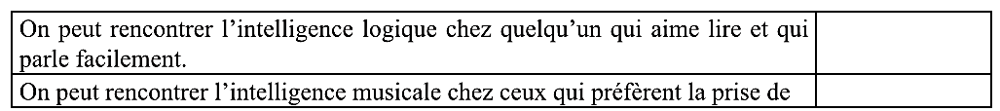 On peut rencontrer l’intelligence logique chez quelqu’un qui aime lire et qui
parle facilement.
On peut rencontrer l’intelligence musicale chez ceux qui préfèrent la prise de